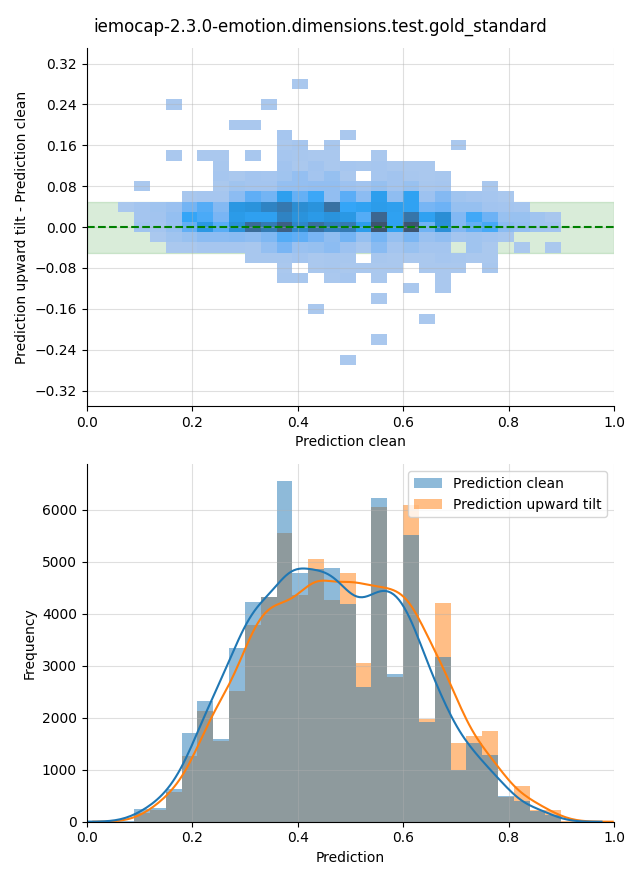 iemocap-2.3.0-emotion.dimensions.test.gold_standard
Prediction upward tilt - Prediction clean
0.32
0.24
0.16
0.08
0.00
−0.08
−0.16
−0.24
−0.32
0.0 0.2 0.4 0.6 0.8 1.0
Prediction clean
Prediction clean
Prediction upward tilt
Frequency
6000
5000
4000
3000
2000
1000
0
0.0 0.2 0.4 0.6 0.8 1.0
Prediction